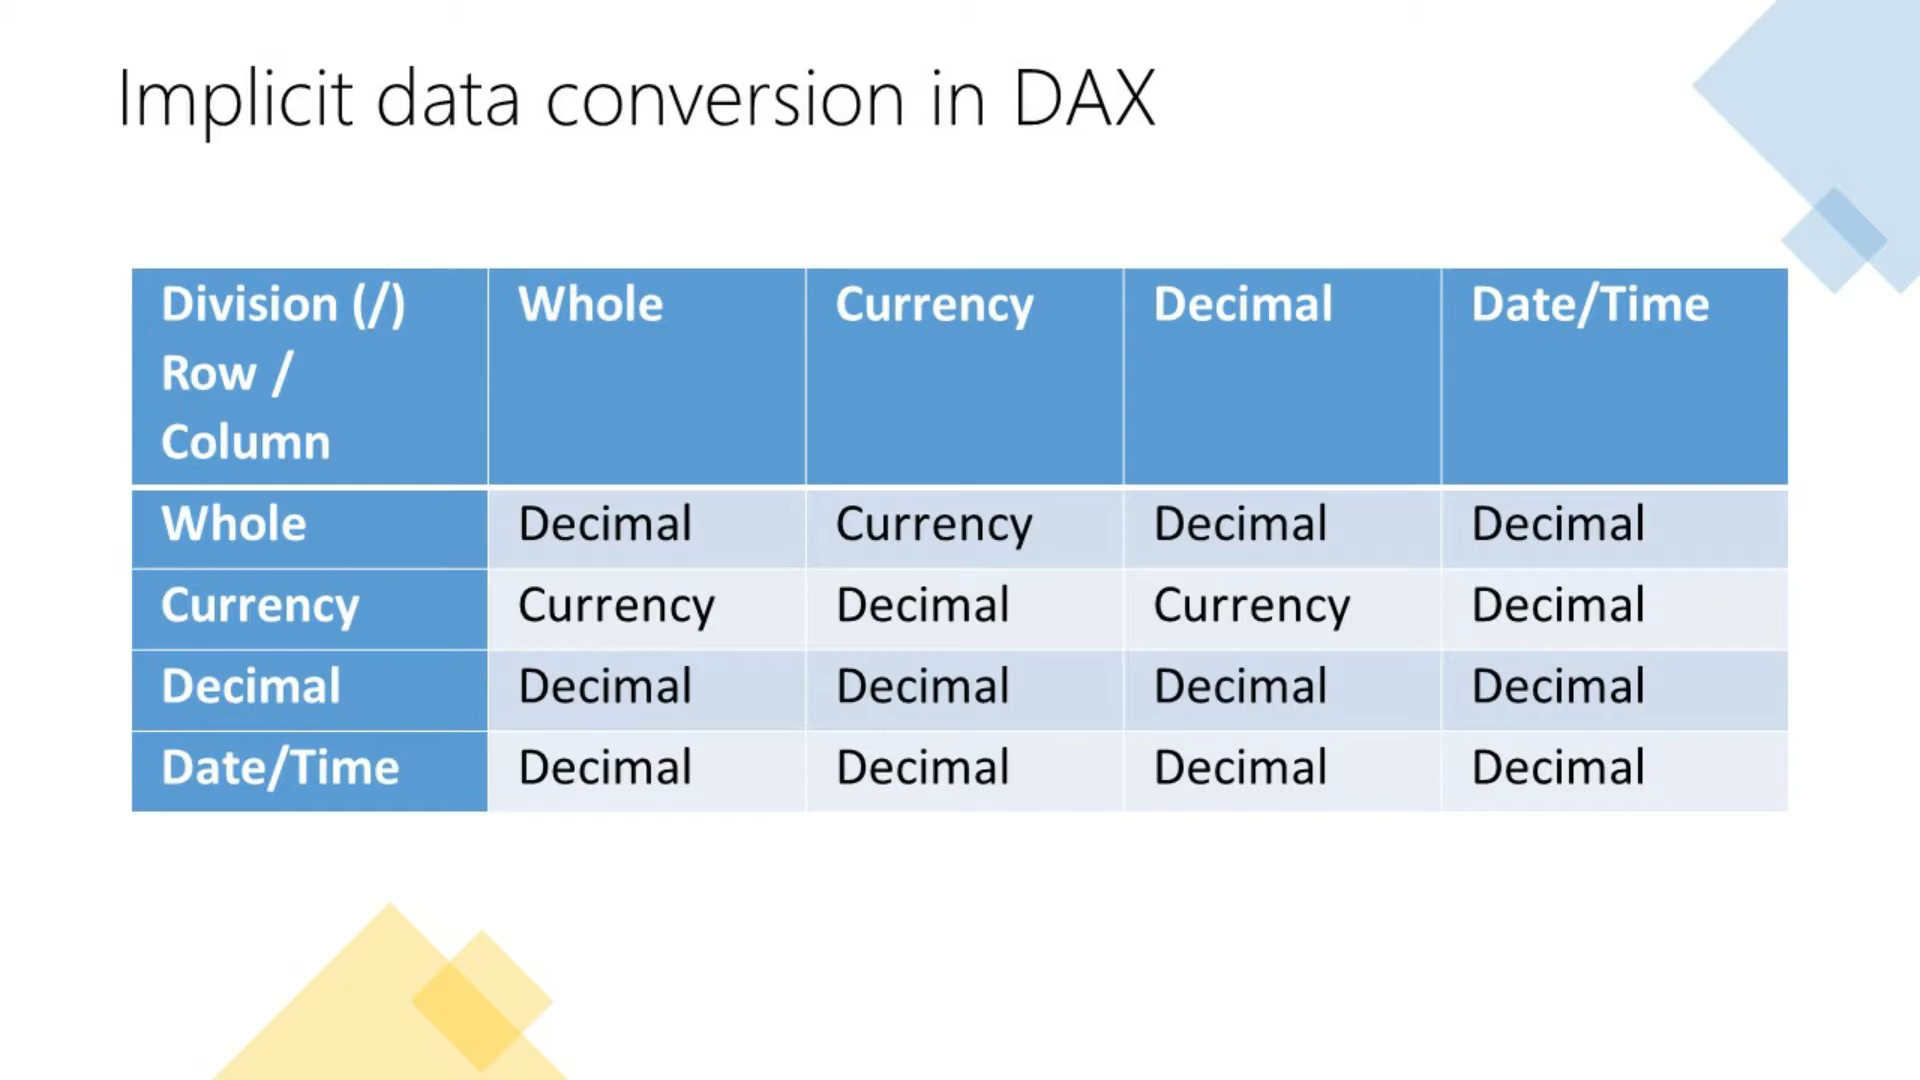 Implicit data conversion in DAX
Division (/) Row / Column Whole Currency Decimal Date/Time
Whole Decimal Currency Decimal Decimal
Currency Currency Decimal Currency Decimal
Decimal Decimal Decimal Decimal Decimal
Date/Time Decimal Decimal Decimal Decimal